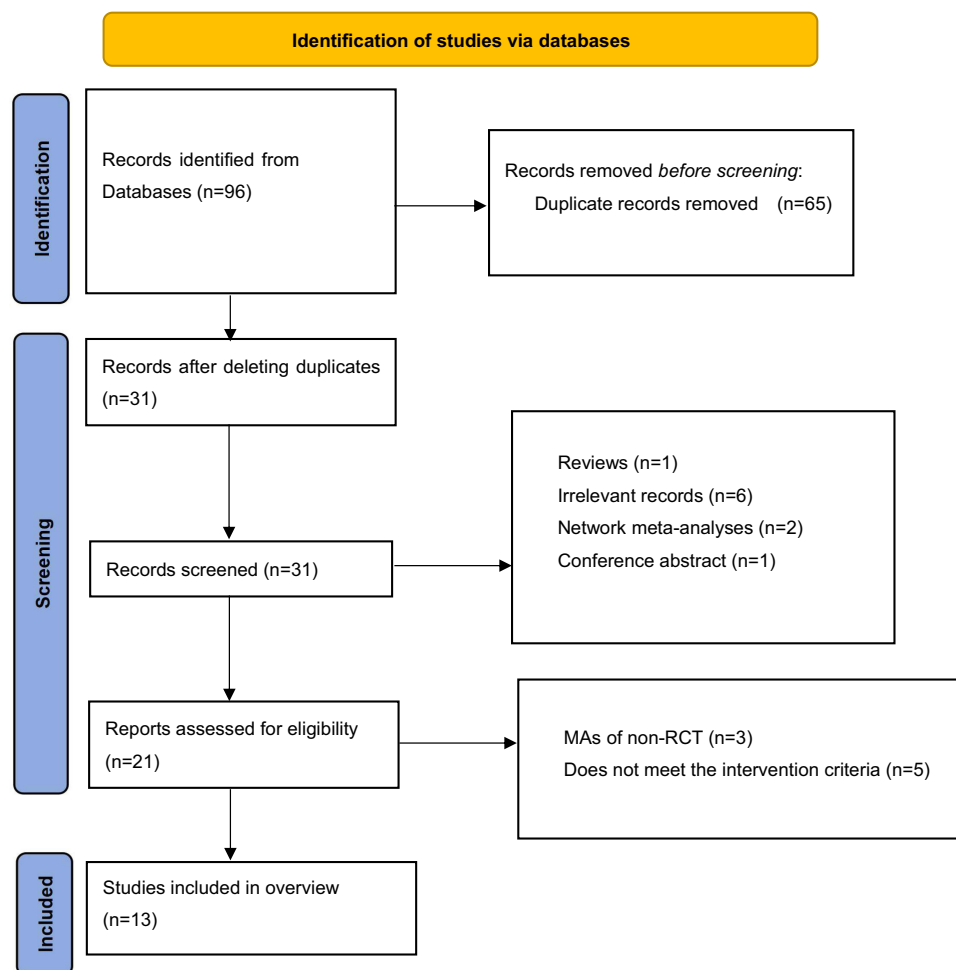 Identification of studies via databases
Identification
Records identified from
Databases (n=96)
Records removed before screening:
Duplicate records removed (n=65)
Screening
Records after deleting duplicates
(n=31)
Records screened (n=31)
Reviews (n=1)
Irrelevant records (n=6)
Network meta-analyses (n=2)
Conference abstract (n=1)
Reports assessed for eligibility
(n=21)
MAs of non-RCT (n=3)
Does not meet the intervention criteria (n=5)
Included
Studies included in overview
(n=13)